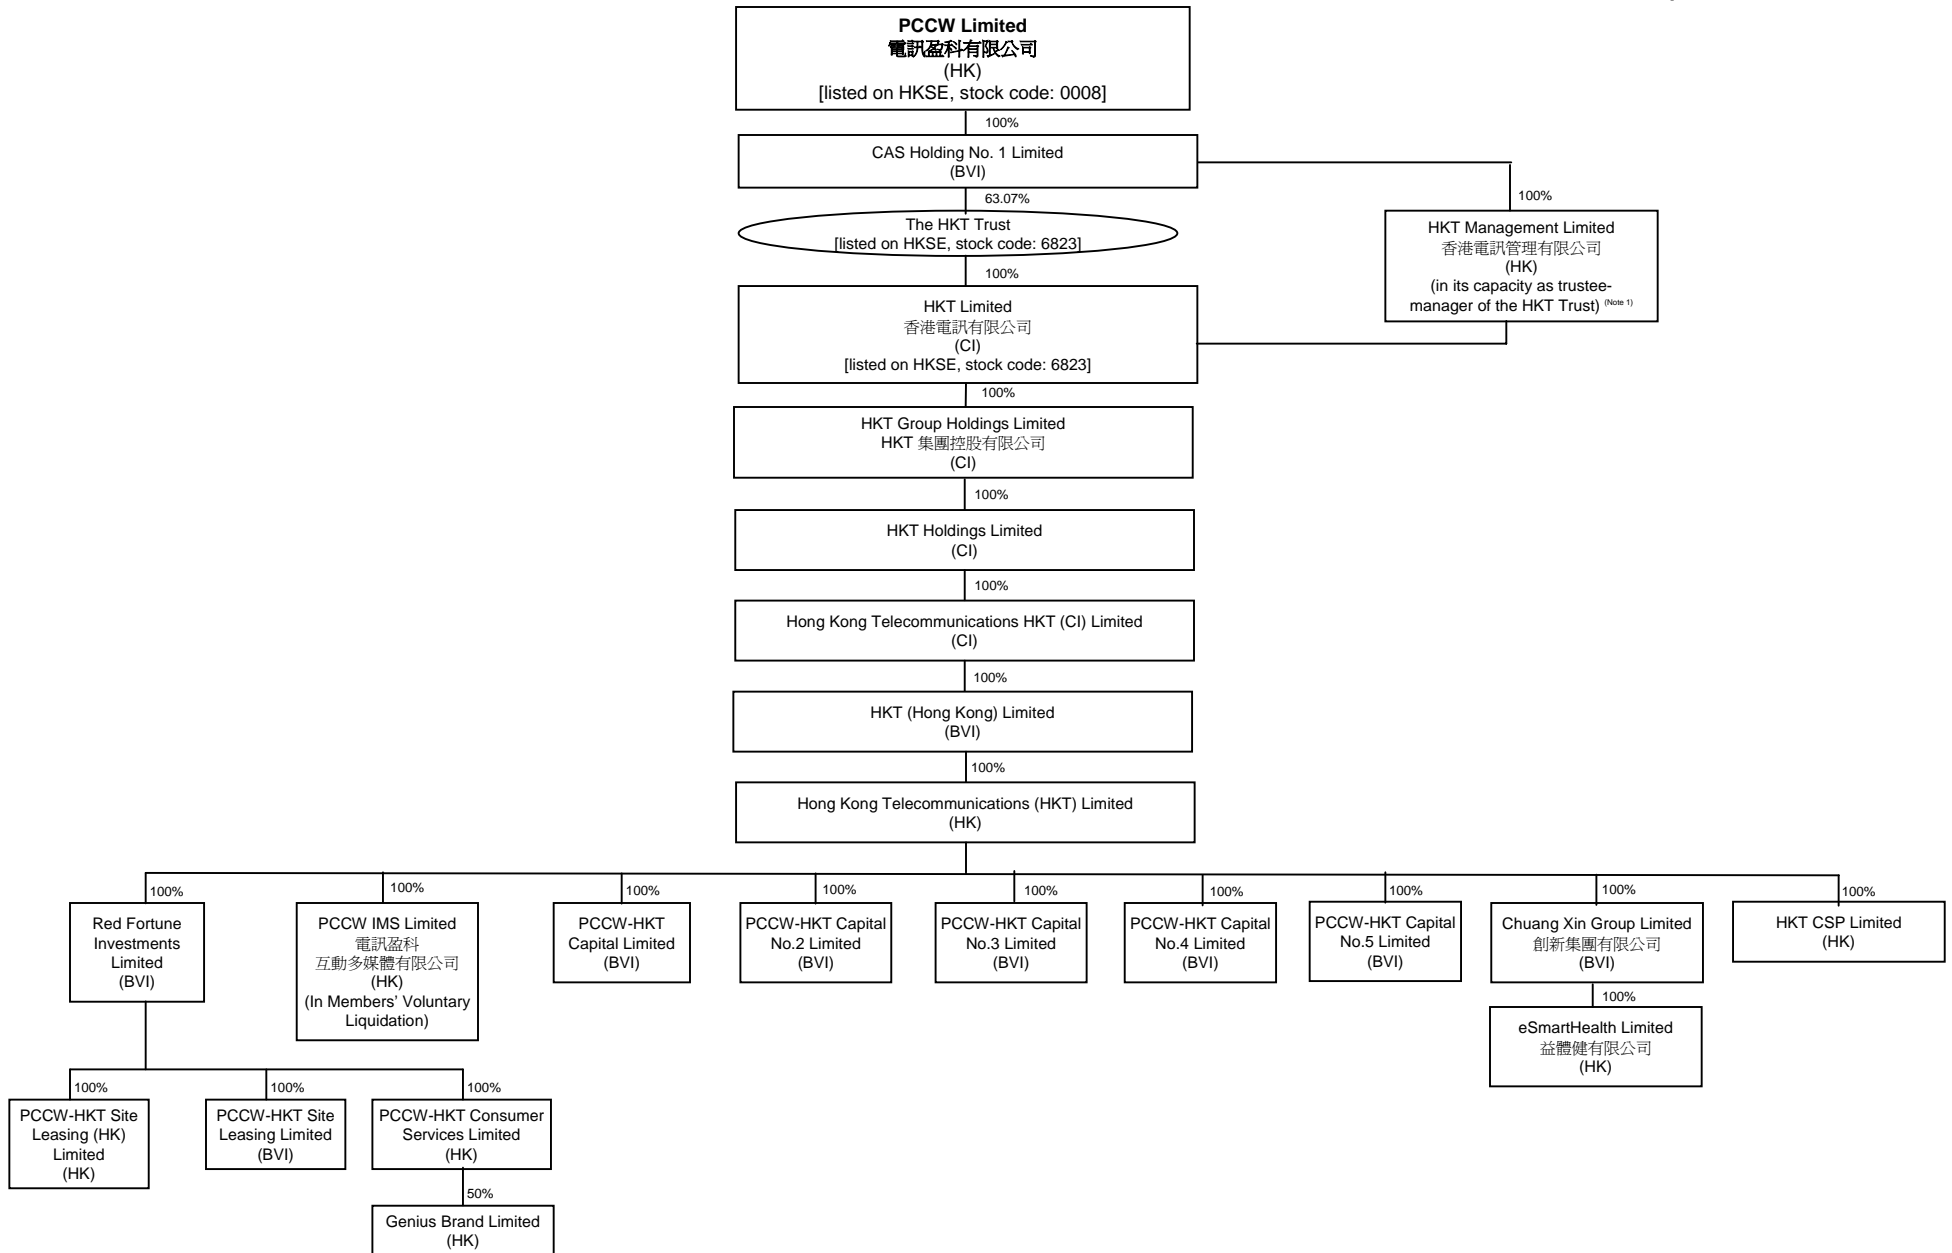 PCCW Limited
電訊盈科有限公司
(HK)
[listed on HKSE, stock code: 0008]
100%
CAS Holding No. 1 Limited
(BVI)
63.07%
100%
The HKT Trust
[listed on HKSE, stock code: 6823]
HKT Management Limited
香港電訊管理有限公司
(HK)
(in its capacity as trustee-
manager of the HKT Trust) (Note 1)
100%
HKT Limited
香港電訊有限公司
(CI)
[listed on HKSE, stock code: 6823]
100%
HKT Group Holdings Limited
HKT 集團控股有限公司
(CI)
100%
HKT Holdings Limited
(CI)
100%
Hong Kong Telecommunications HKT (CI) Limited
(CI)
100%
HKT (Hong Kong) Limited
(BVI)
100%
Hong Kong Telecommunications (HKT) Limited
(HK)
100%
Red Fortune
Investments
Limited
(BVI)
100%
PCCW IMS Limited
電訊盈科
互動多媒體有限公司
(HK)
(In Members’ Voluntary
Liquidation)
100%
PCCW-HKT
Capital Limited
(BVI)
100%
PCCW-HKT Capital
No.2 Limited
(BVI)
100%
PCCW-HKT Capital
No.3 Limited
(BVI)
100%
PCCW-HKT Capital
No.4 Limited
(BVI)
100%
PCCW-HKT Capital
No.5 Limited
(BVI)
100%
Chuang Xin Group Limited
創新集團有限公司
(BVI)
100%
HKT CSP Limited
(HK)
100%
eSmartHealth Limited
益體健有限公司
(HK)
100%
PCCW-HKT Site
Leasing (HK)
Limited
(HK)
100%
PCCW-HKT Site
Leasing Limited
(BVI)
100%
PCCW-HKT Consumer
Services Limited
(HK)
50%
Genius Brand Limited
(HK)